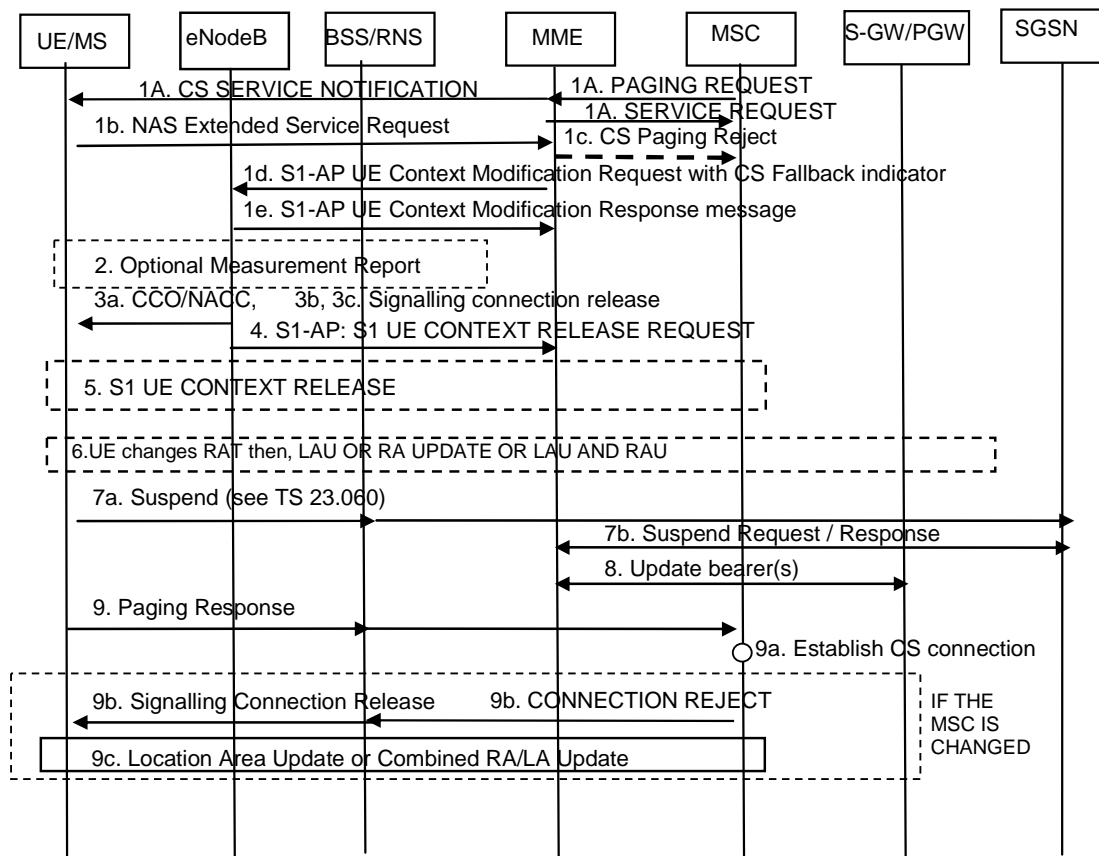 UE/MS
eNodeB
BSS/RNS
MME
MSC
S-GW/PGW
SGSN
1A. CS SERVICE NOTIFICATION
1A. PAGING REQUEST
1A. SERVICE REQUEST
1b. NAS Extended Service Request
1c. CS Paging Reject
1d. S1-AP UE Context Modification Request with CS Fallback indicator
1e. S1-AP UE Context Modification Response message
2. Optional Measurement Report
3a. CCO/NACC, 3b, 3c. Signalling connection release
4. S1-AP: S1 UE CONTEXT RELEASE REQUEST
5. S1 UE CONTEXT RELEASE
6.UE changes RAT then, LAU OR RA UPDATE OR LAU AND RAU
7a. Suspend (see TS 23.060)
7b. Suspend Request / Response
8. Update bearer(s)
9. Paging Response
9a. Establish CS connection
9b. Signalling Connection Release
9b. CONNECTION REJECT
IF THE
MSC IS
CHANGED
9c. Location Area Update or Combined RA/LA Update